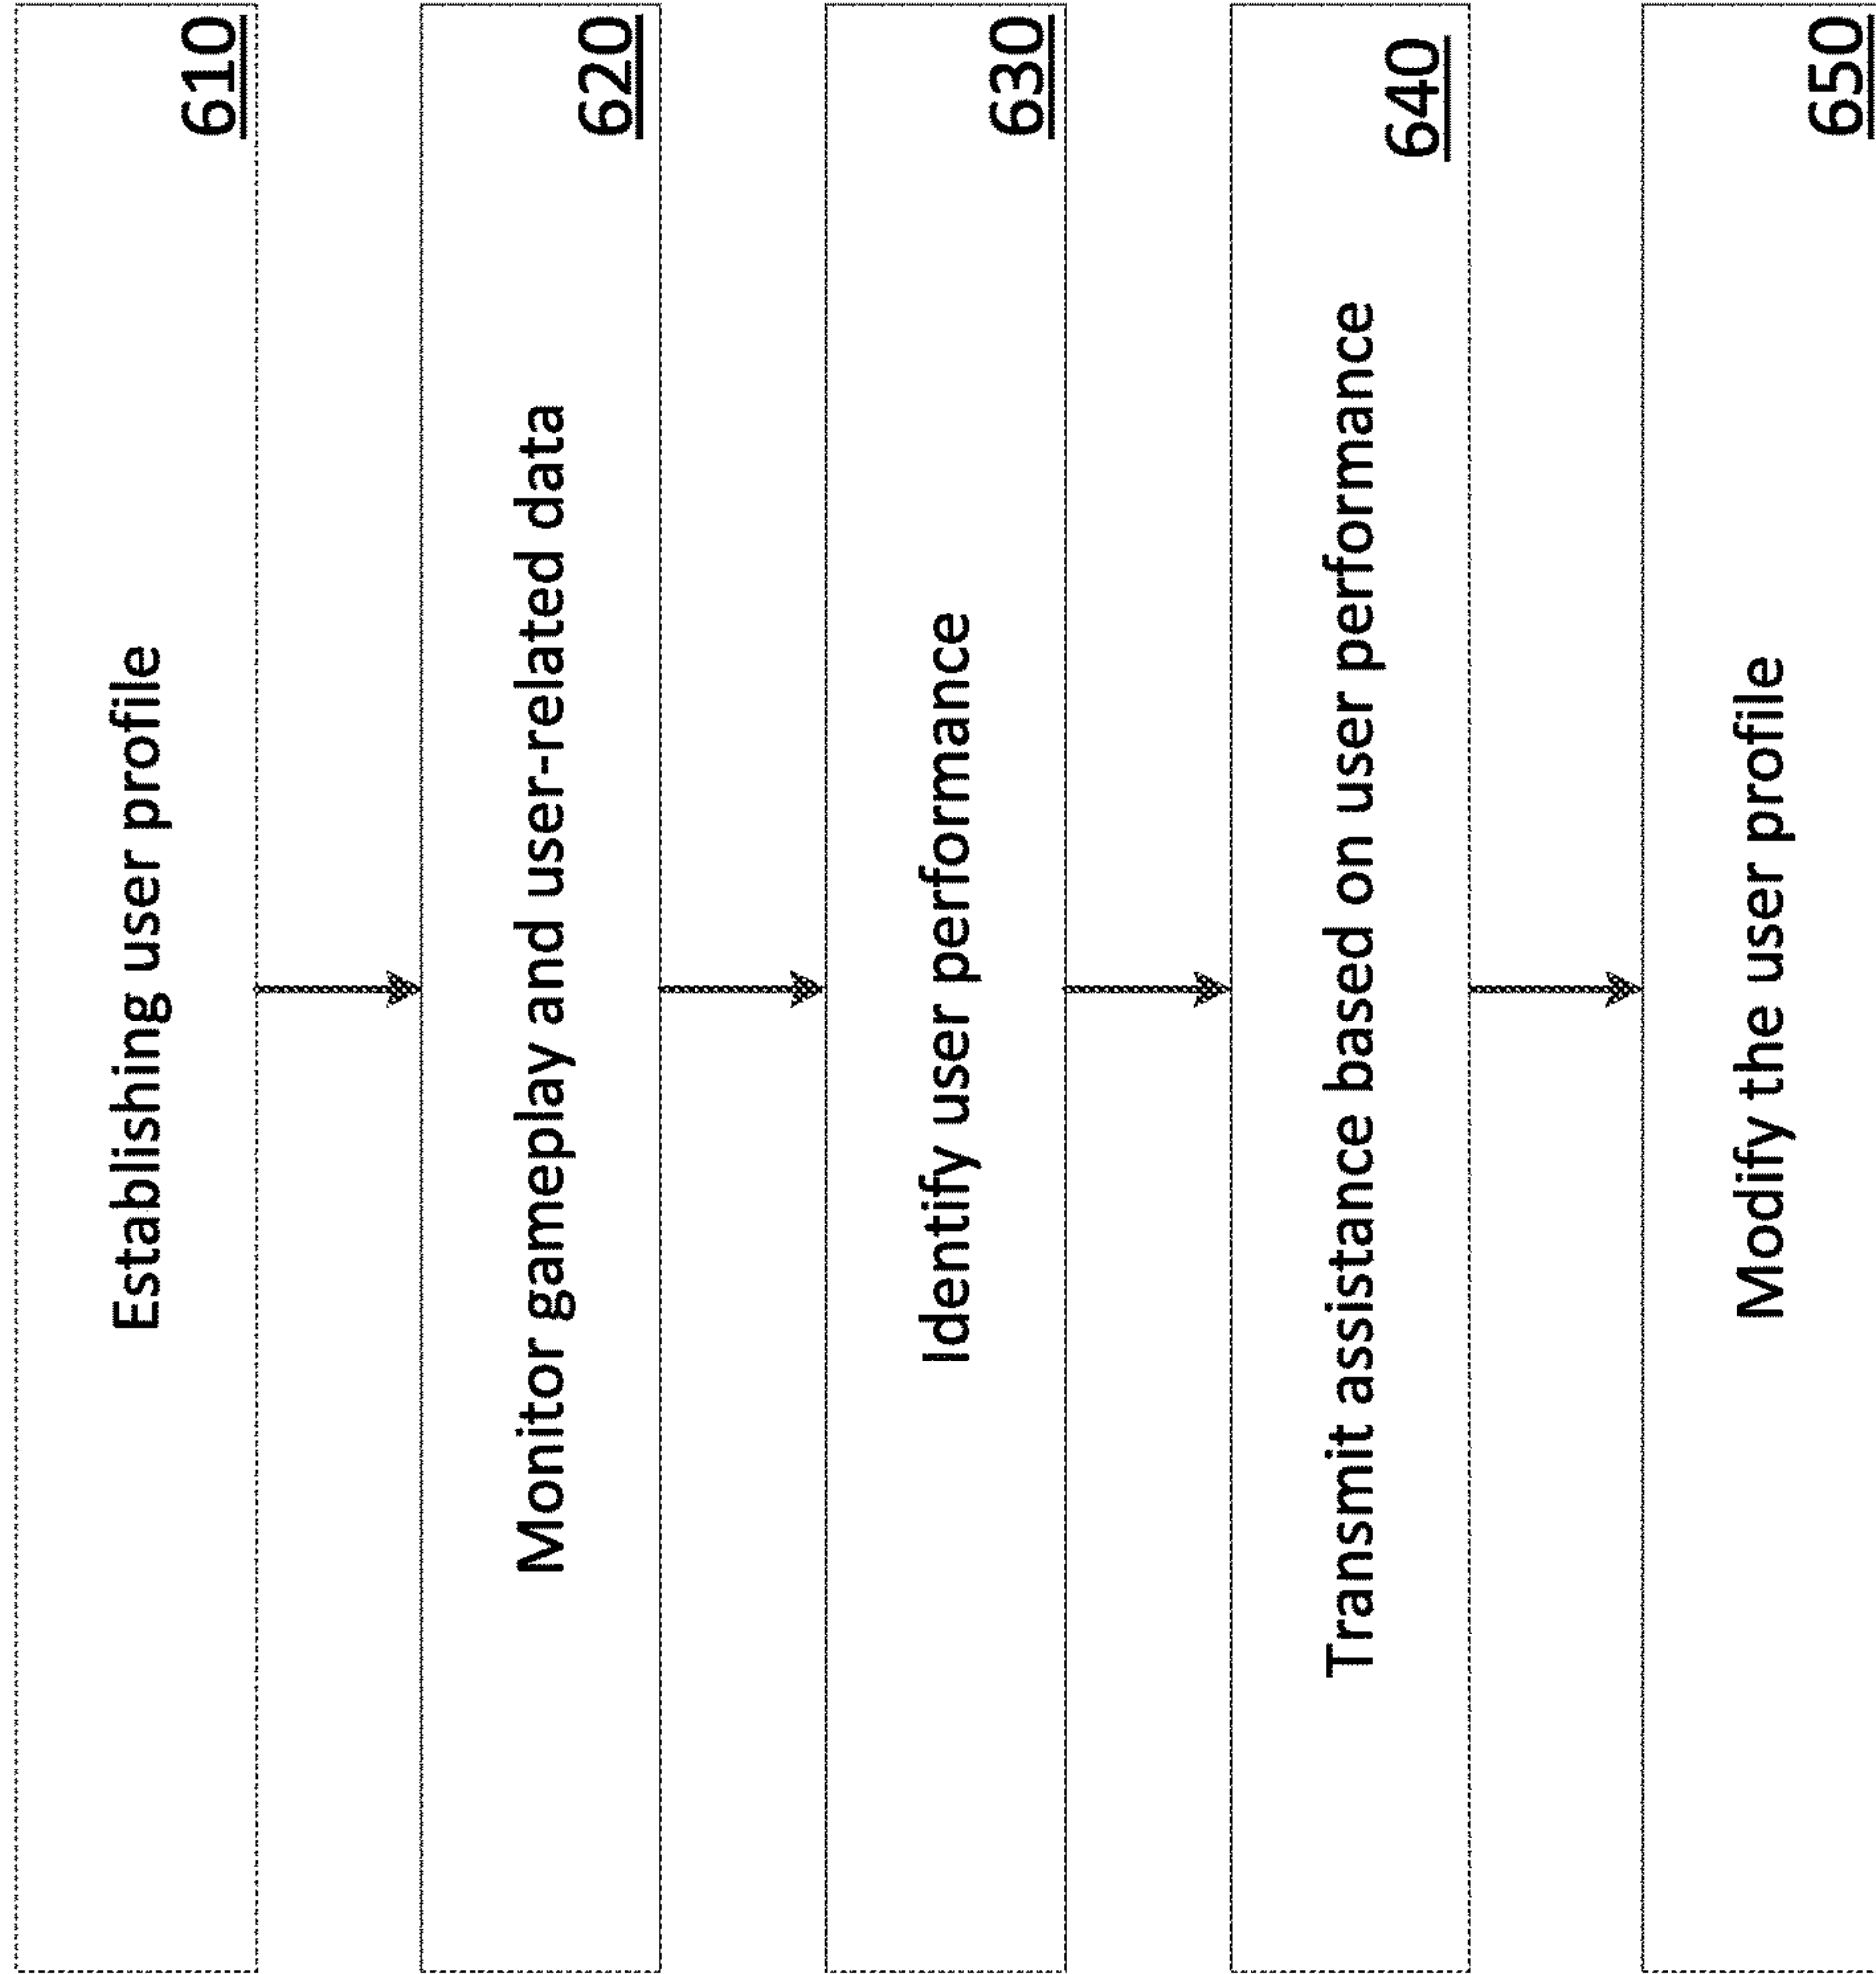 Establishing user profile
610
Monitor gameplay and user-related data
620
Identify user performance
630
Transmit assistance based on user performance
640
Modify the user profile
650